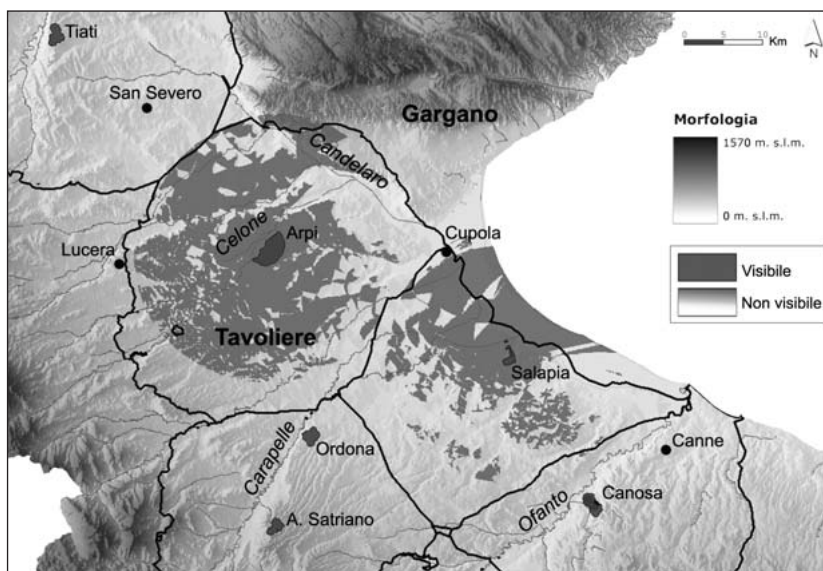 Tiati
0 5 10 Km
N
San Severo
Gargano
Morfologia
1570 m. s.l.m.
0 m. s.l.m.
Candelaro
Celone
Arpi
Lucera
Cupola
Visibile
Non visibile
Tavoliere
Salapia
Carapelle
Ordona
Canne
Ofanto
Canosa
A. Satriano